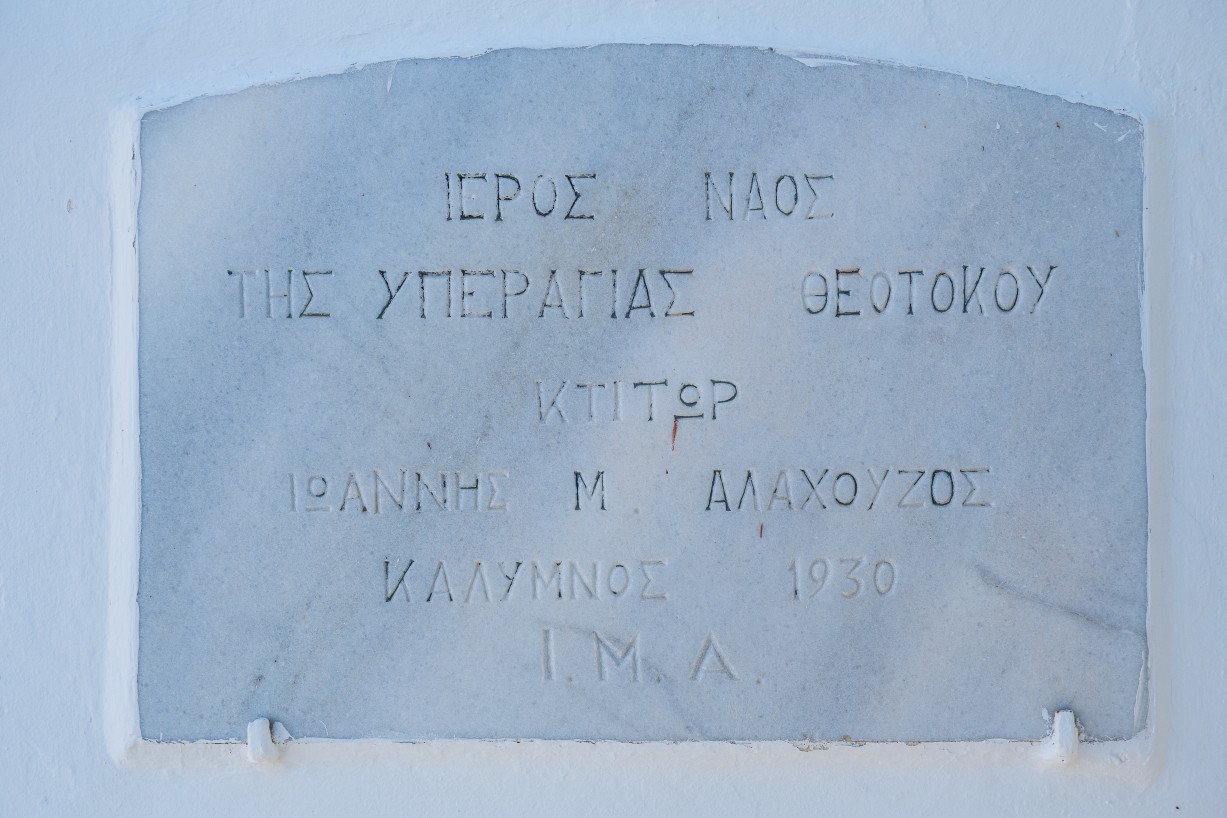 ΙΕΡΟΣ ΝΑΟΣ
ΤΗΣ ΥΠΕΡΑΓΙΑΣ ΘΕΟΤΟΚΟΥ
ΚΤΙΤΩΡ
ΙΩΑΝΝΗΣ Μ. ΑΛΑΧΟΥΖΟΣ
ΚΑΛΥΜΝΟΣ 1930
Ι.Μ.Α.